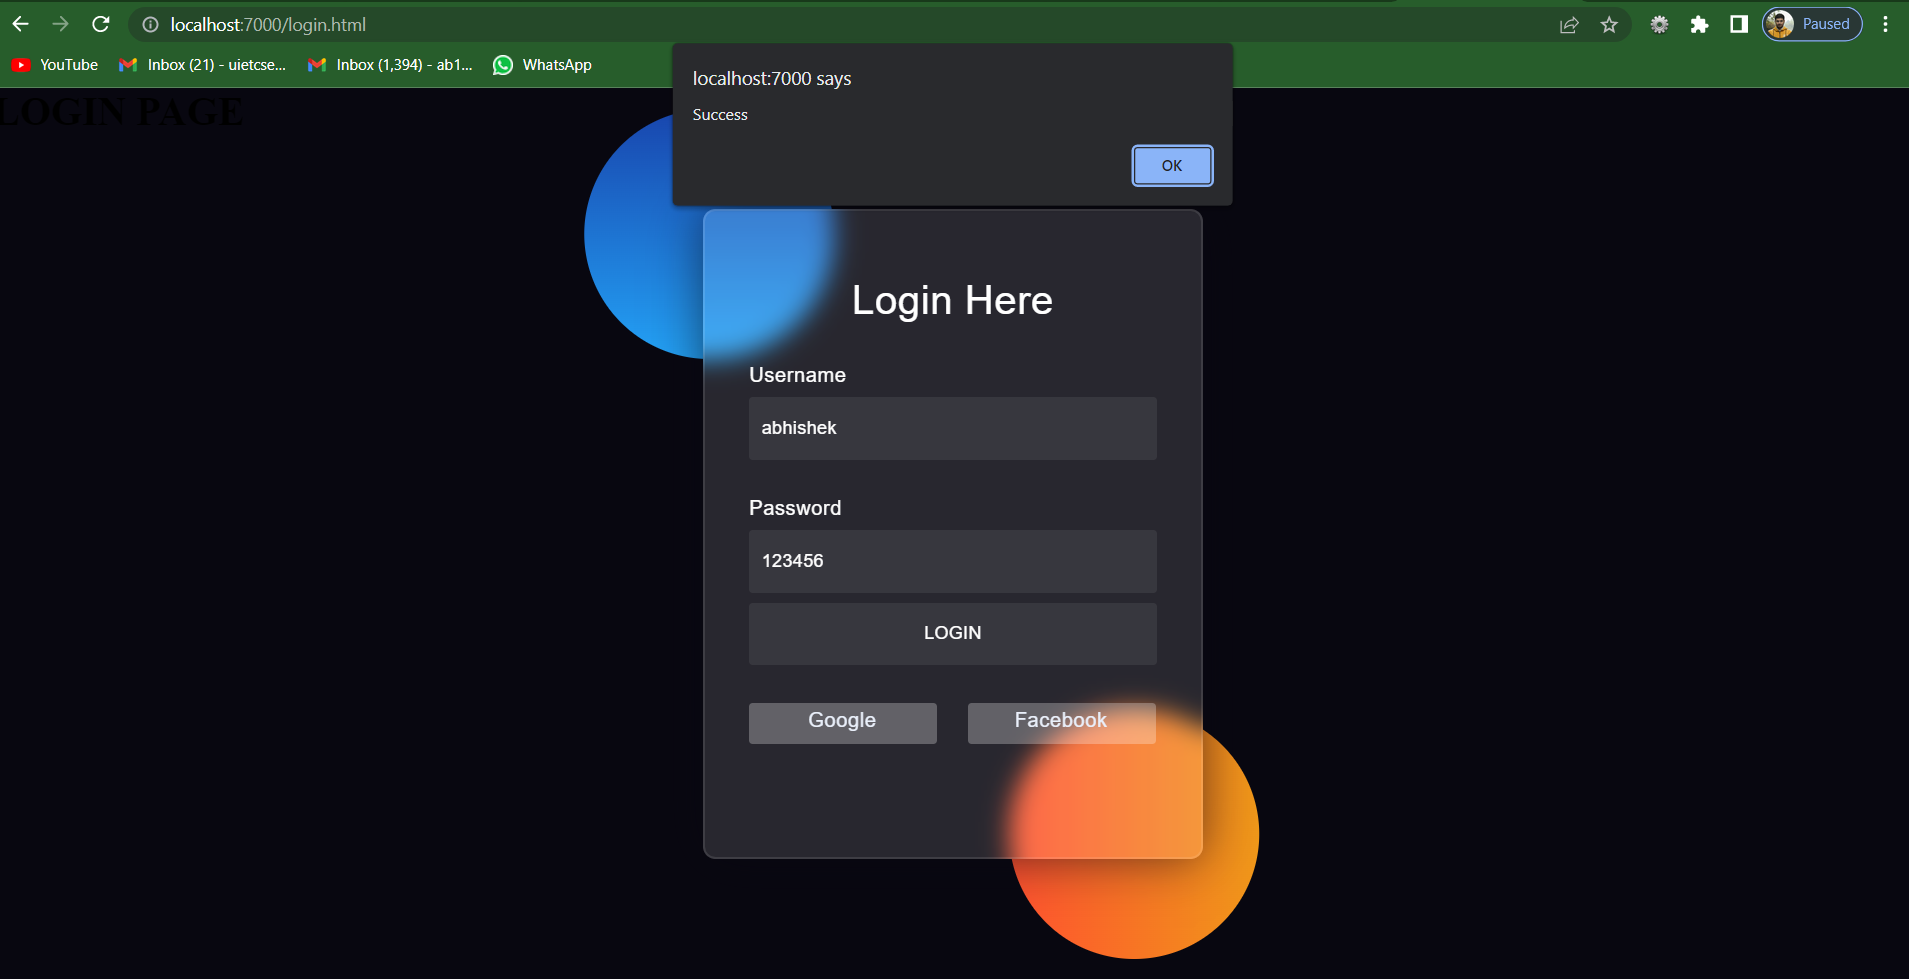 localhost:7000/login.html
Paused
YouTube
Inbox (21) - uietcse...
Inbox (1,394) - ab1...
WhatsApp
localhost:7000 says
Success
OK
LOGIN PAGE
Login Here
Username
abhishek
Password
123456
LOGIN
Google
Facebook